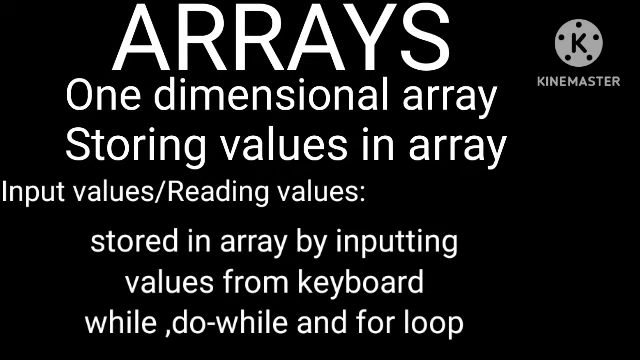 ARRAYS
One dimensional array
Storing values in array
Input values/Reading values:
stored in array by inputting
values from keyboard
while ,do-while and for loop
K
KINEMASTER